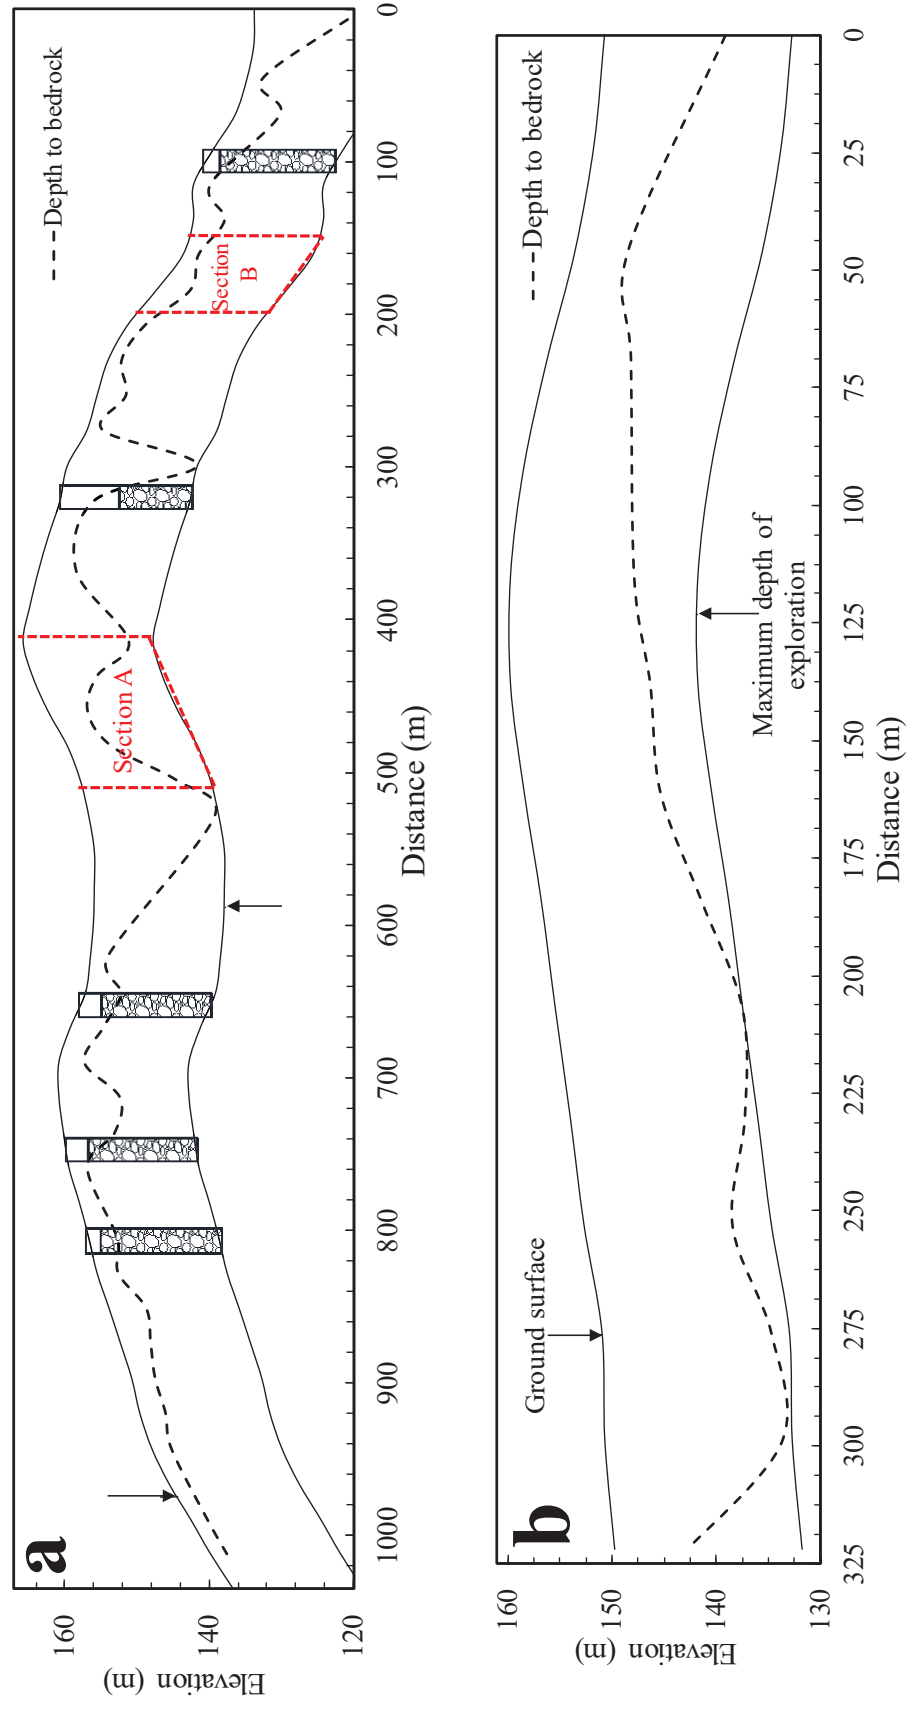 a
Depth to bedrock
Section A
Section
B
160
140
120
Elevation (m)
1000
900
800
700
600
500
400
300
200
100
0
Distance (m)
b
Depth to bedrock
Ground surface
Maximum depth of
exploration
160
150
140
130
Elevation (m)
325
300
275
250
225
200
175
150
125
100
75
50
25
0
Distance (m)